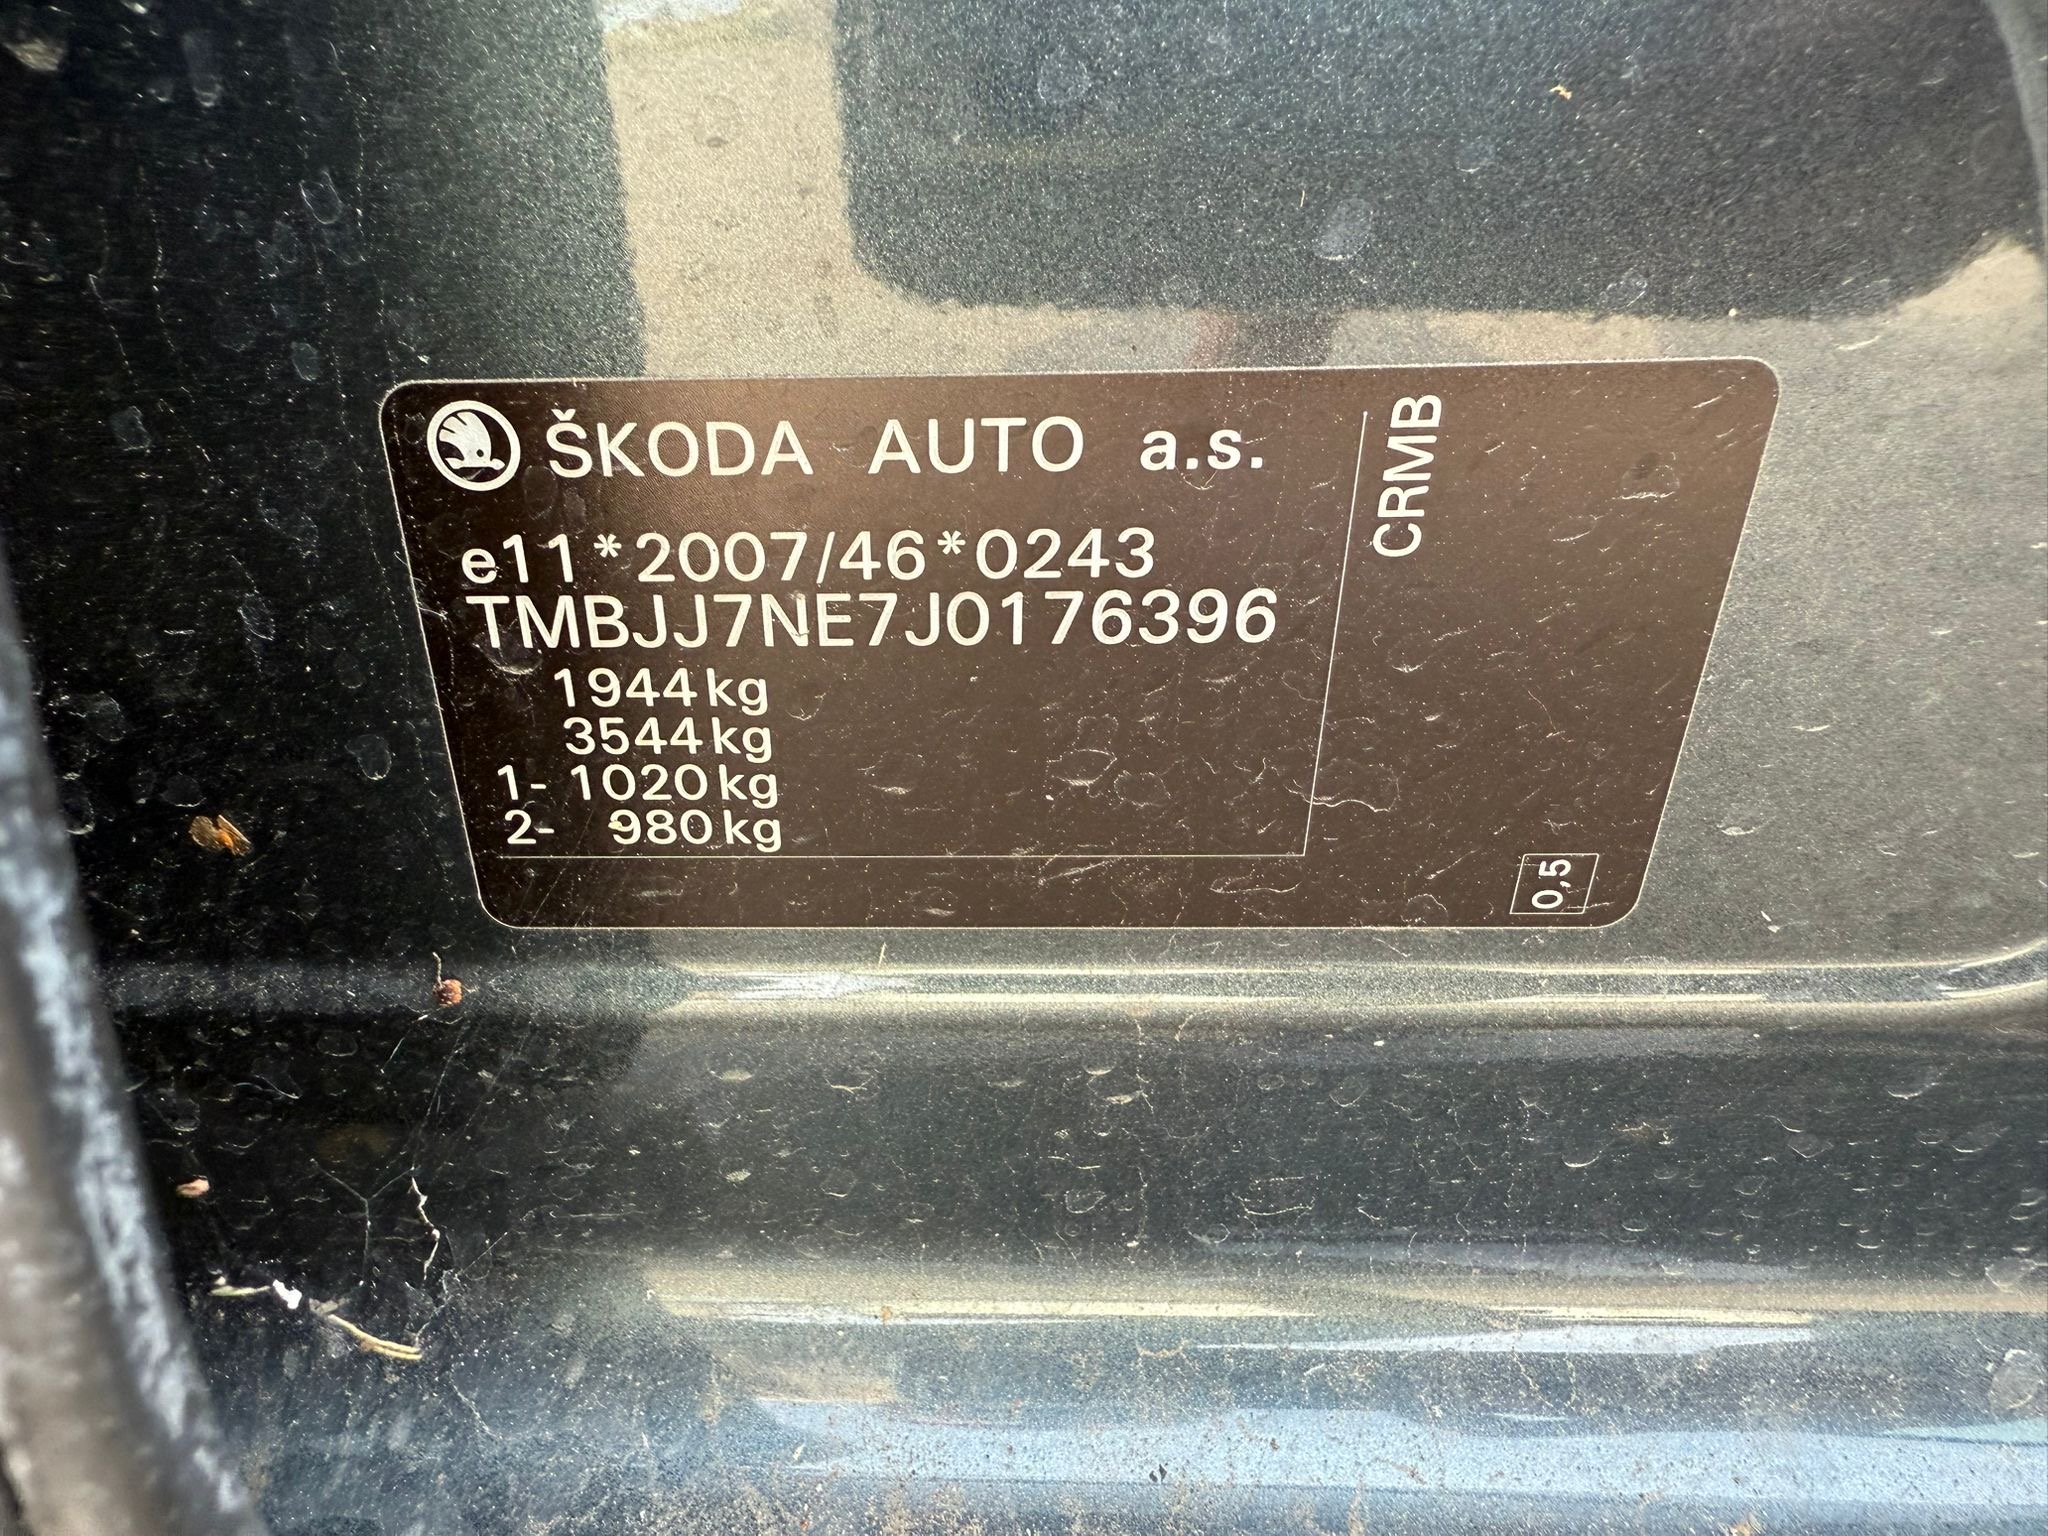 ŠKODA AUTO a.s.
e11*2007/46*0243
TMBJJ7NE7J0176396
1944kg
3544kg
1- 1020kg
2- 980kg
CRMB
0,5